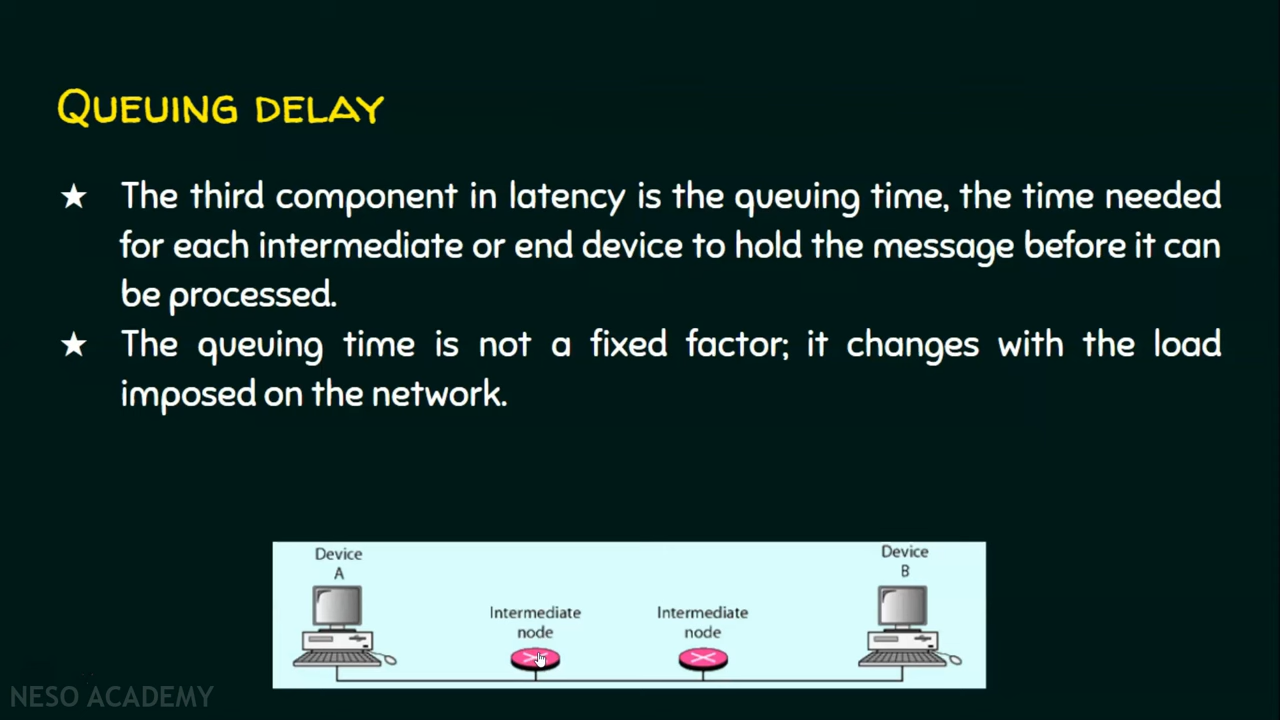 QUEUING DELAY
★ The third component in latency is the queuing time, the time needed
for each intermediate or end device to hold the message before it can
be processed.
★ The queuing time is not a fixed factor; it changes with the load
imposed on the network.
Device
A
Device
B
Intermediate
node
Intermediate
node
NESO ACADEMY